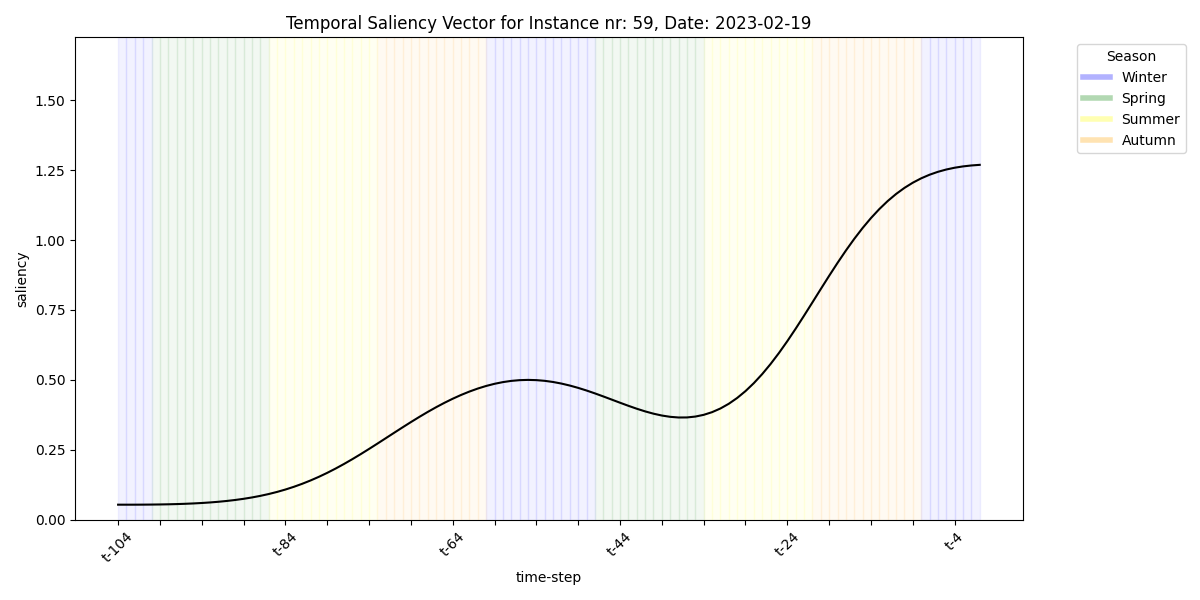 Temporal Saliency Vector for Instance nr: 59, Date: 2023-02-19
Season
Winter
Spring
Summer
Autumn
saliency
1.50
1.25
1.00
0.75
0.50
0.25
0.00
t-104
t-84
t-64
t-44
t-24
t-4
time-step